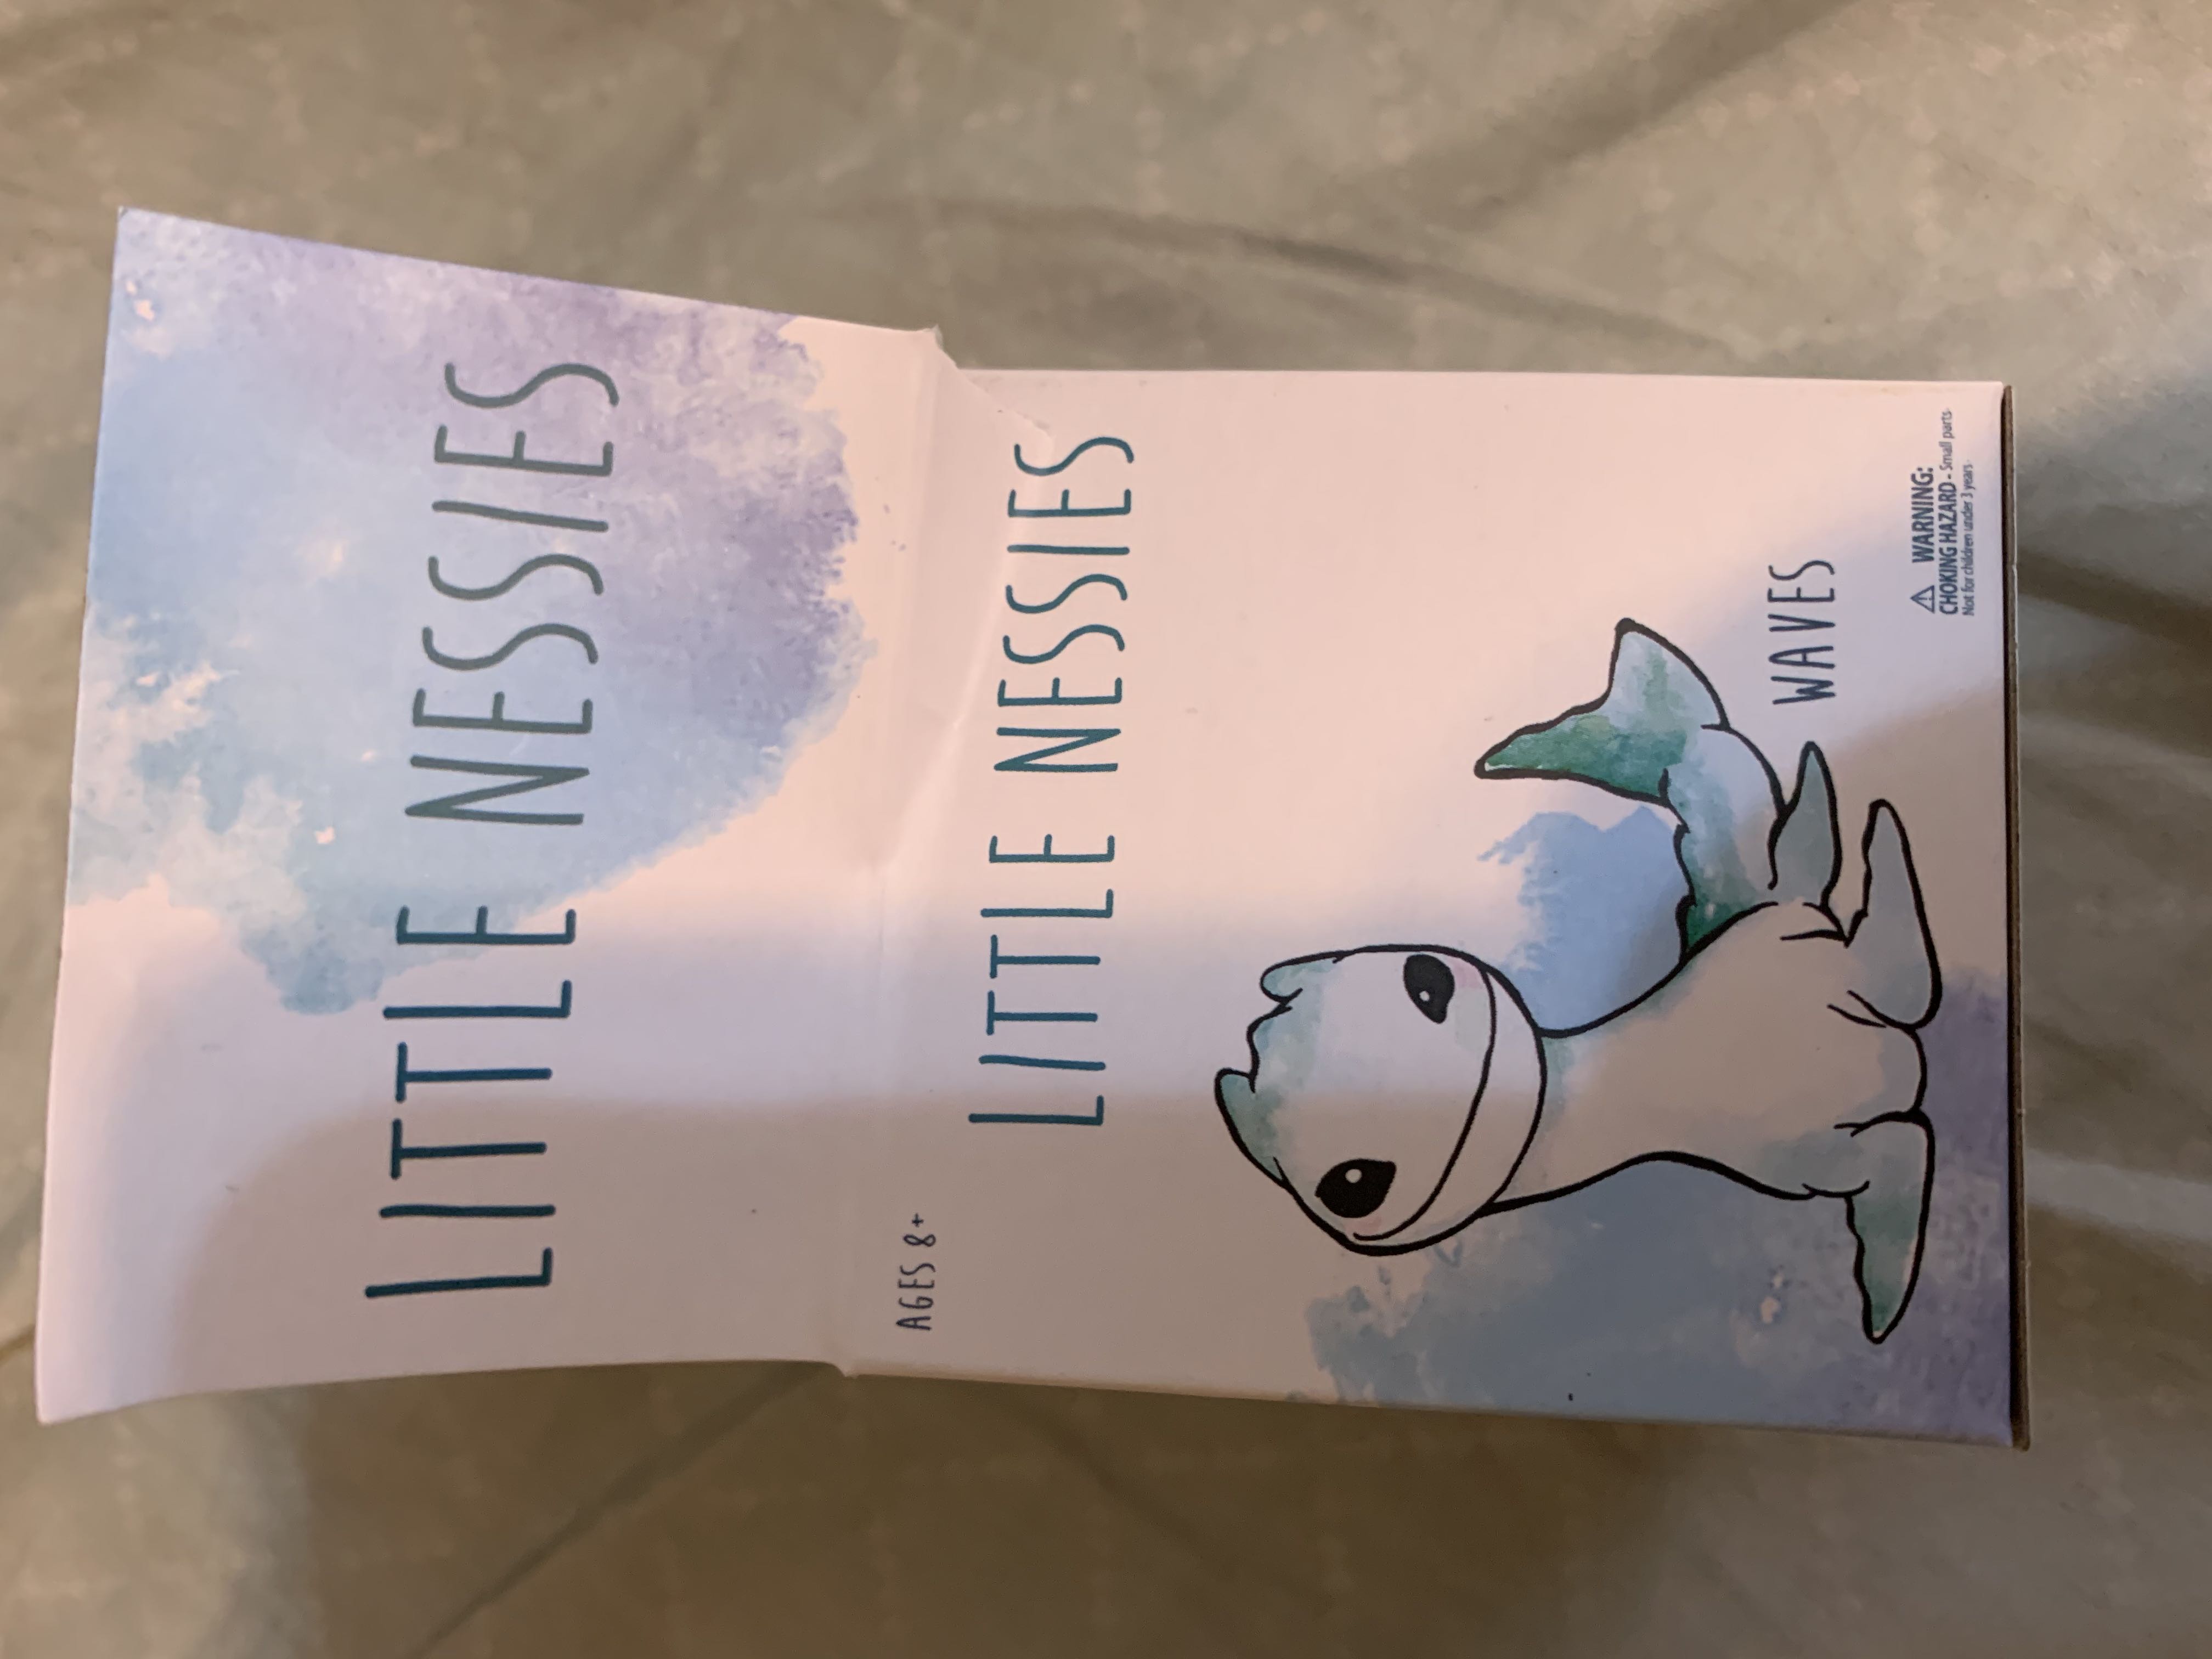 LITTLE NESSIES
AGES 8+
LITTLE NESSIES
WAVES
⚠ WARNING:
CHOKING HAZARD - Small parts.
Not for children under 3 years.